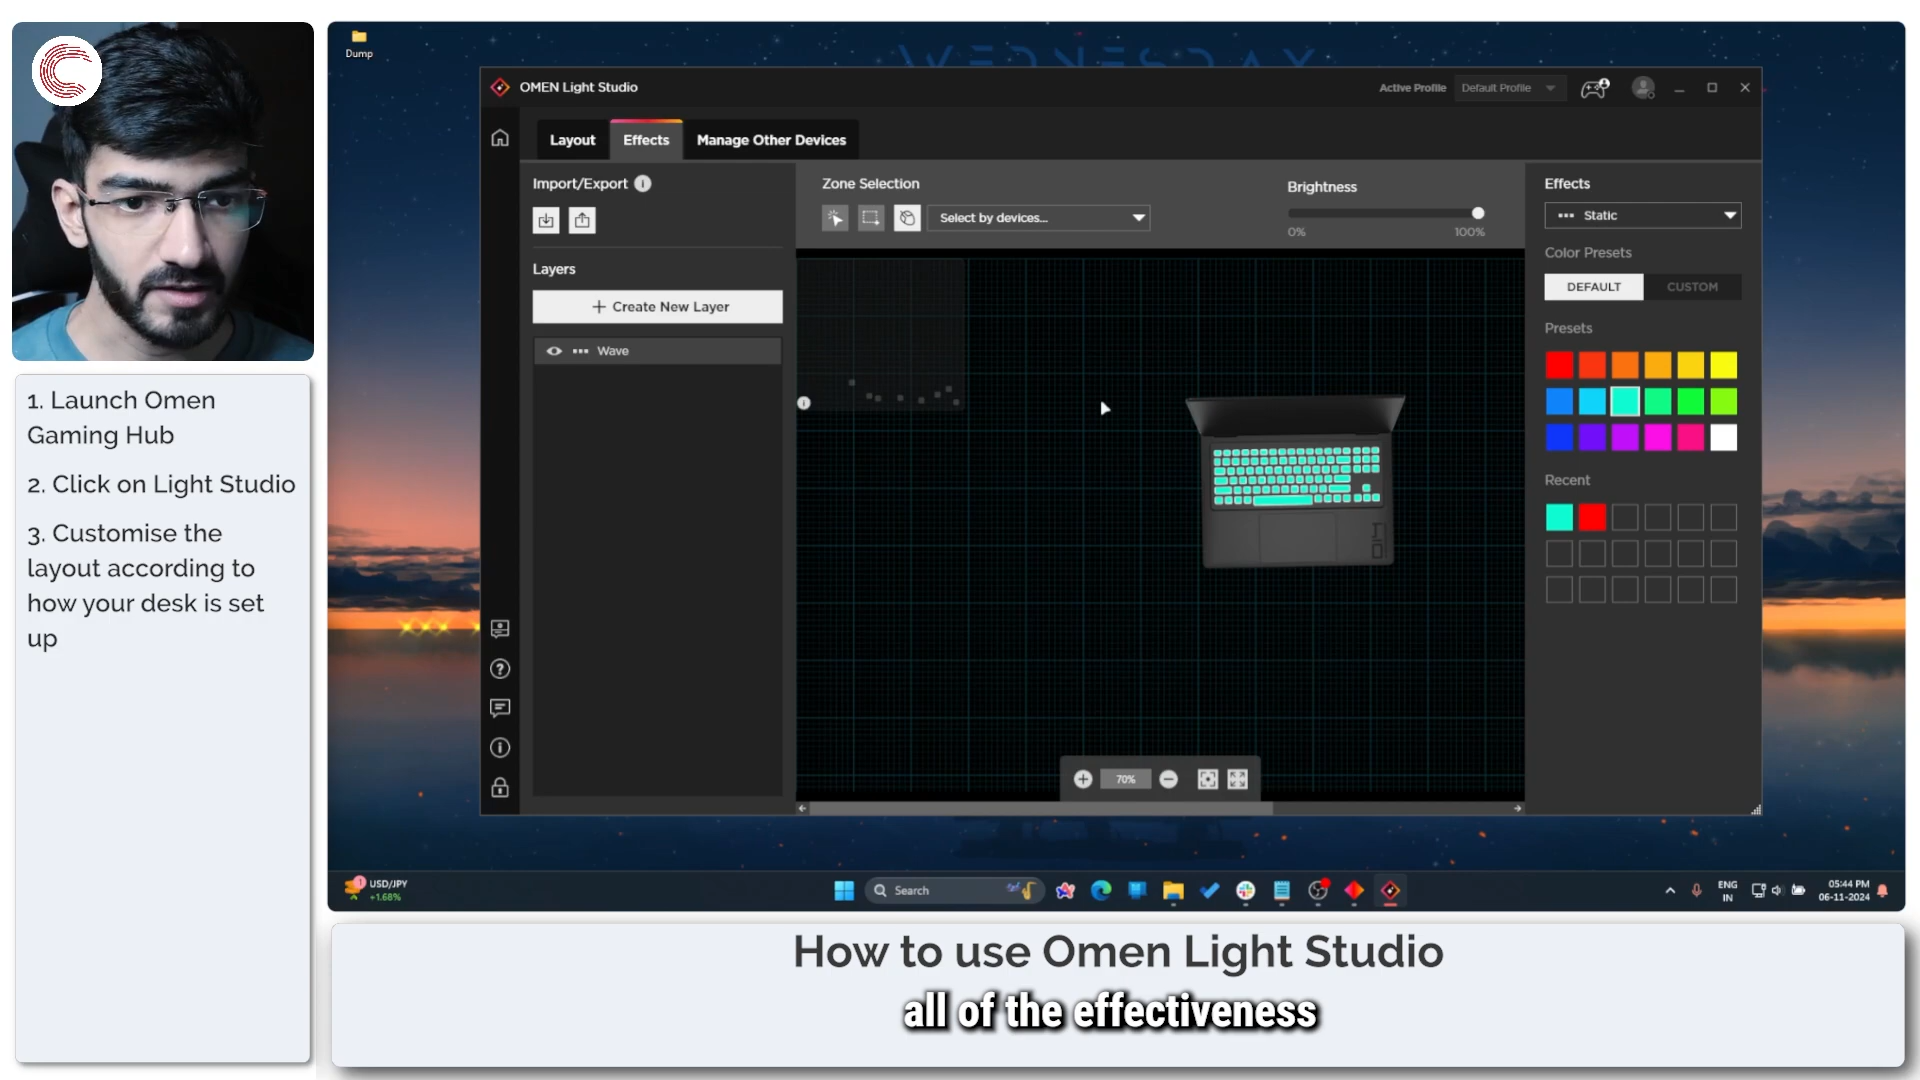 Dump
WEDNESDAY
OMEN Light Studio
Active Profile
Default Profile
Layout
Effects
Manage Other Devices
Import/Export
Zone Selection
Select by devices...
Brightness
0%
100%
Effects
Static
Color Presets
DEFAULT
CUSTOM
Layers
+ Create New Layer
Wave
Presets
Recent
70%
1. Launch Omen
Gaming Hub
2. Click on Light Studio
3. Customise the
layout according to
how your desk is set
up
1
USD/JPY
+1.68%
Search
ENG
IN
05:44 PM
06-11-2024
How to use Omen Light Studio
all of the effectiveness